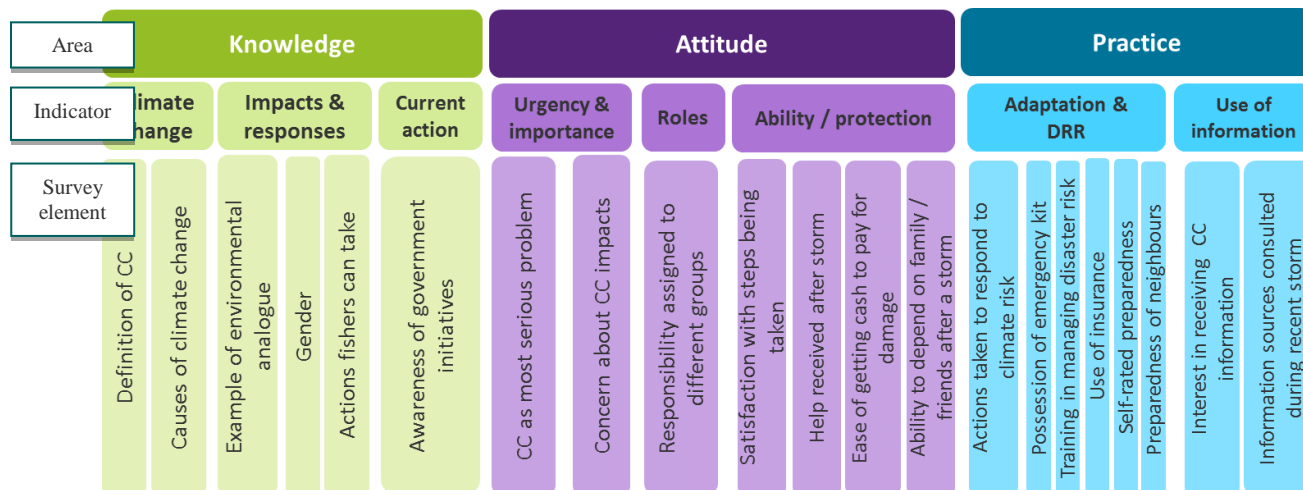 Area
Knowledge
Attitude
Practice
Indicator
limate
hange
Impacts &
responses
Current
action
Urgency &
importance
Roles
Ability / protection
Adaptation &
DRR
Use of
information
Survey
element
Definition of CC
Causes of climate change
Example of environmental
analogue
Gender
Actions fishers can take
Awareness of government
initiatives
CC as most serious problem
Concern about CC impacts
Responsibility assigned to
different groups
Satisfaction with steps being
taken
Help received after storm
Ease of getting cash to pay for
damage
Ability to depend on family /
friends after a storm
Actions taken to respond to
climate risk
Possession of emergency kit
Training in managing disaster risk
Use of insurance
Self-rated preparedness
Preparedness of neighbours
Interest in receiving CC
information
Information sources consulted
during recent storm